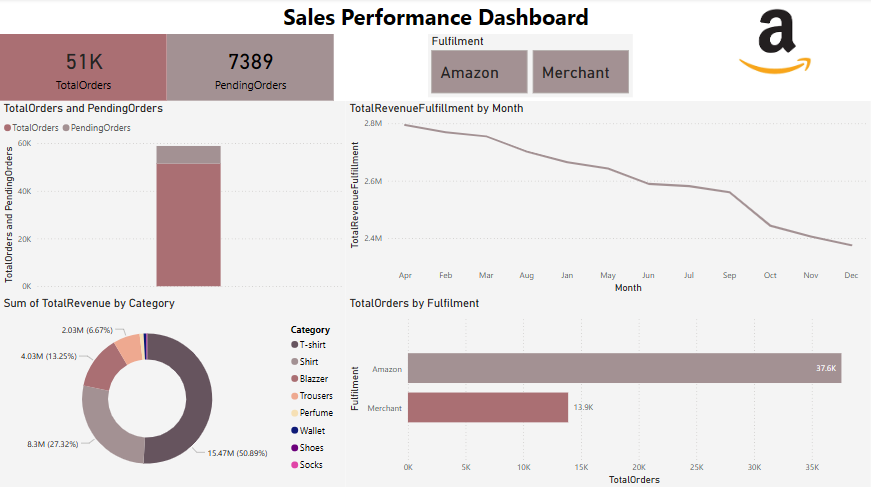 Sales Performance Dashboard
51K
TotalOrders
7389
PendingOrders
Fulfilment
Amazon
Merchant
a
TotalOrders and PendingOrders
TotalOrders PendingOrders
TotalOrders and PendingOrders
60K
40K
20K
0K
TotalRevenueFulfillment by Month
TotalRevenueFulfillment
2.8M
2.6M
2.4M
Apr Feb Mar Aug Jan May Jun Jul Sep Oct Nov Dec
Month
Sum of TotalRevenue by Category
2.03M (6.67%)
4.03M (13.25%)
8.3M (27.32%)
15.47M (50.89%)
Category
T-shirt
Shirt
Blazzer
Trousers
Perfume
Wallet
Shoes
Socks
TotalOrders by Fulfilment
Fulfilment
Amazon
37.6K
Merchant
13.9K
0K 5K 10K 15K 20K 25K 30K 35K
TotalOrders